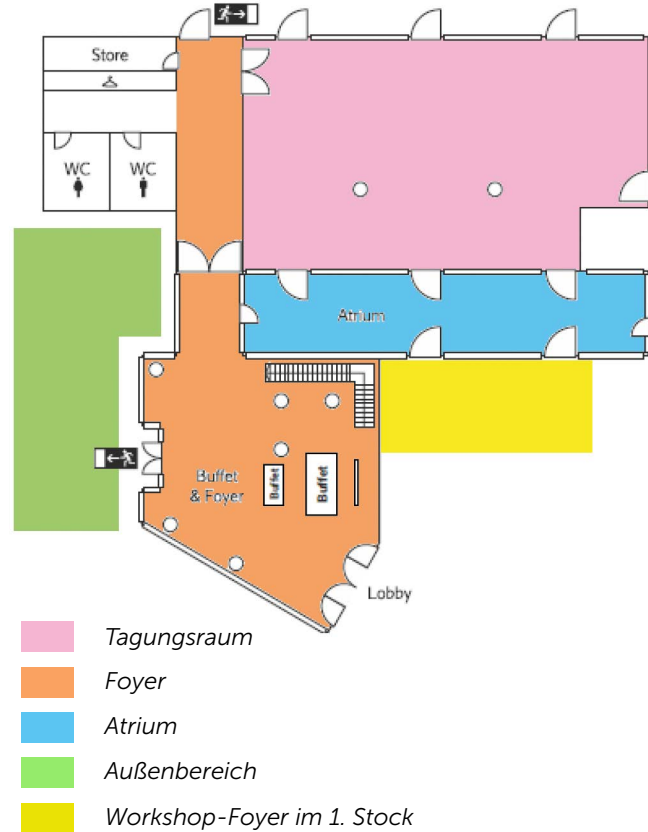 Store
WC
WC
Atrium
Buffet
& Foyer
Buffet
Buffet
Lobby
Tagungsraum
Foyer
Atrium
Außenbereich
Workshop-Foyer im 1. Stock